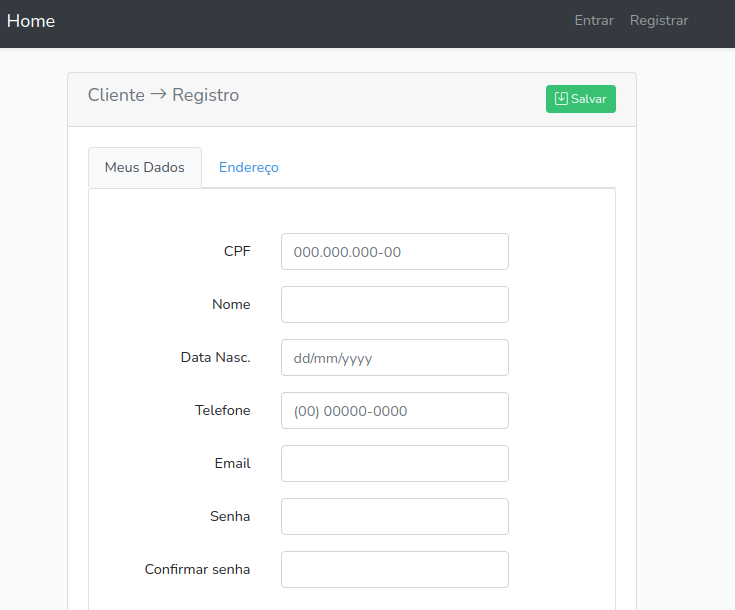 Home Entrar Registrar
Cliente → Registro Salvar
Meus Dados Endereço
CPF 000.000.000-00
Nome
Data Nasc. dd/mm/yyyy
Telefone (00) 00000-0000
Email
Senha
Confirmar senha